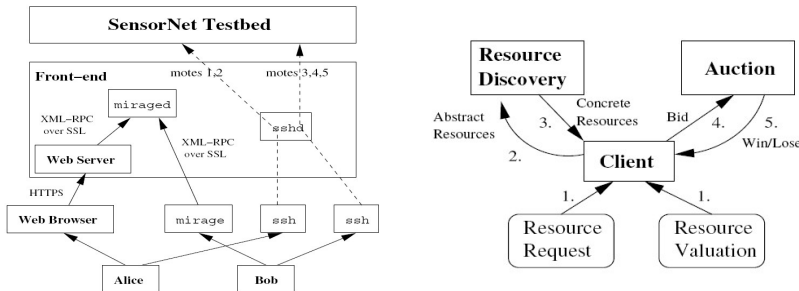 SensorNet Testbed
Front-end
motes 1,2
motes 3,4,5
miraged
XML-RPC
over SSL
sshd
XML-RPC
over SSL
Web Server
HTTPS
Web Browser
mirage
ssh
ssh
Alice
Bob
Resource
Discovery
Auction
Abstract
Resources
3.
Concrete
Resources
Bid
4.
5.
Win/Lose
2.
Client
1.
1.
Resource
Request
Resource
Valuation